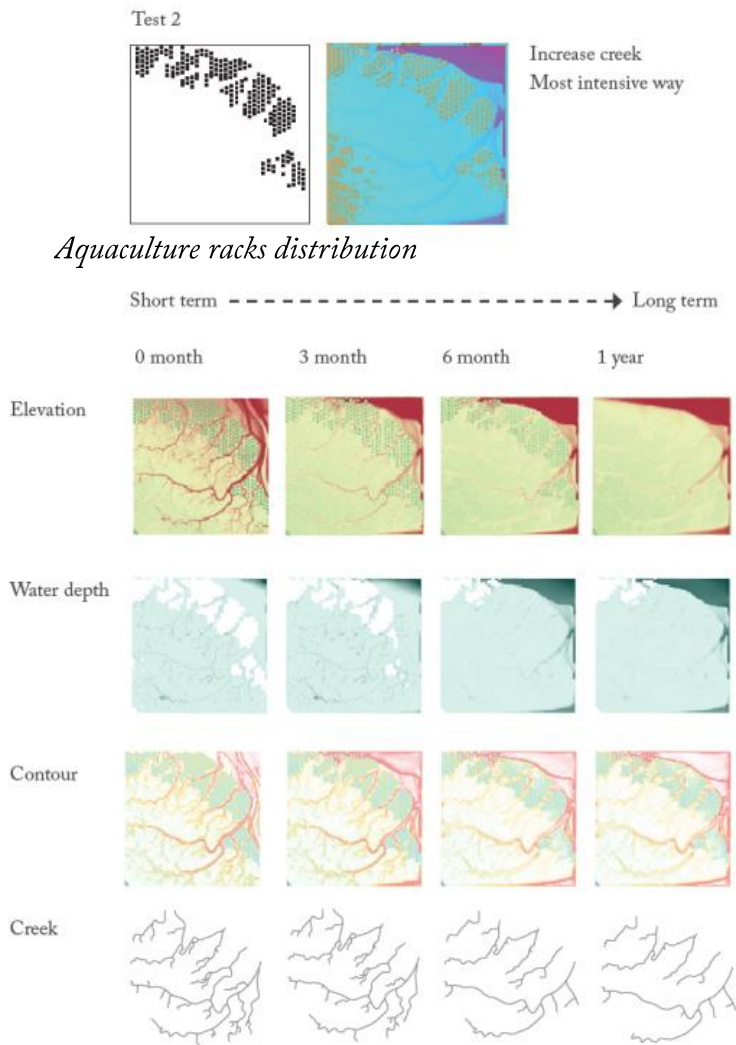 Test 2
Increase creek
Most intensive way
Aquaculture racks distribution
Short term
Long term
0 month
3 month
6 month
1 year
Elevation
Water depth
Contour
Creek